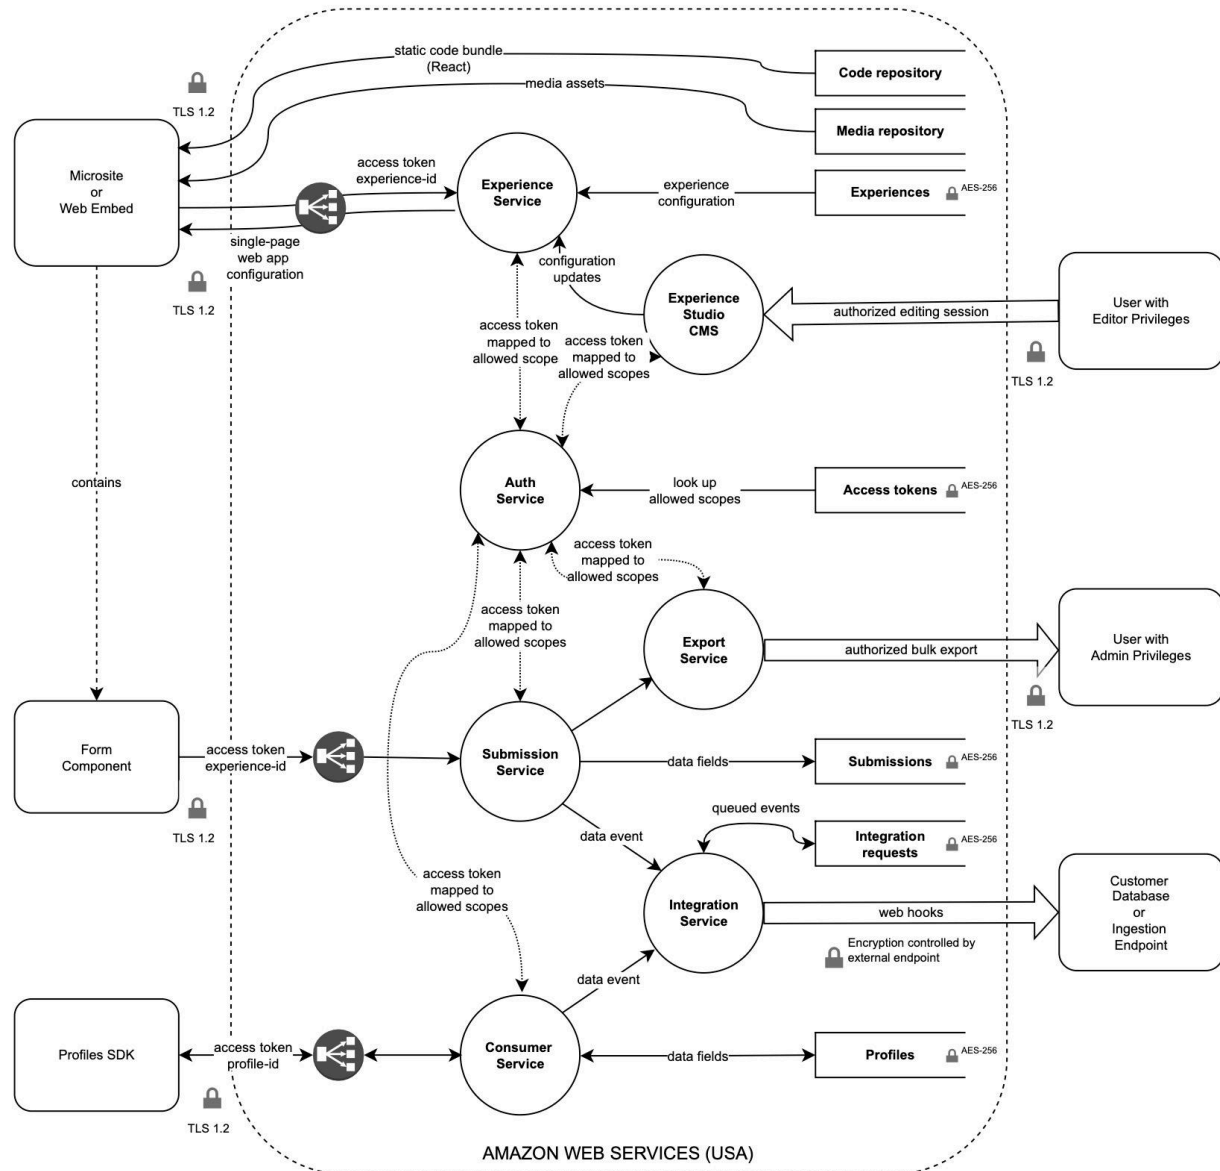 static code bundle
(React)
Code repository
TLS 1.2
media assets
Media repository
Microsite
or
Web Embed
access token
experience-id
Experience
Service
experience
configuration
Experiences
AES-256
single-page
web app
configuration
TLS 1.2
configuration
updates
Experience
Studio
CMS
authorized editing session
User with
Editor Privileges
TLS 1.2
access token
mapped to
allowed scope
access token
mapped to
allowed scopes
contains
Auth
Service
look up
allowed scopes
Access tokens
AES-256
access token
mapped to
allowed scopes
access token
mapped to
allowed scopes
Export
Service
authorized bulk export
User with
Admin Privileges
TLS 1.2
Form
Component
access token
experience-id
TLS 1.2
Submission
Service
data fields
Submissions
AES-256
queued events
data event
Integration
requests
AES-256
access token
mapped to
allowed scopes
Integration
Service
web hooks
Customer
Database
or
Ingestion
Endpoint
Encryption controlled by
external endpoint
data event
Profiles SDK
access token
profile-id
TLS 1.2
Consumer
Service
data fields
Profiles
AES-256
AMAZON WEB SERVICES (USA)